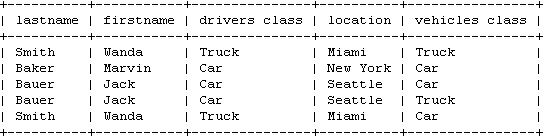 +----------+-----------+---------------+----------+----------------+
| lastname | firstname | drivers class | location | vehicles class |
+----------+-----------+---------------+----------+----------------+
| Smith | Wanda | Truck | Miami | Truck |
| Baker | Marvin | Car | New York | Car |
| Bauer | Jack | Car | Seattle | Car |
| Bauer | Jack | Car | Seattle | Truck |
| Smith | Wanda | Truck | Miami | Car |
+----------+-----------+---------------+----------+----------------+